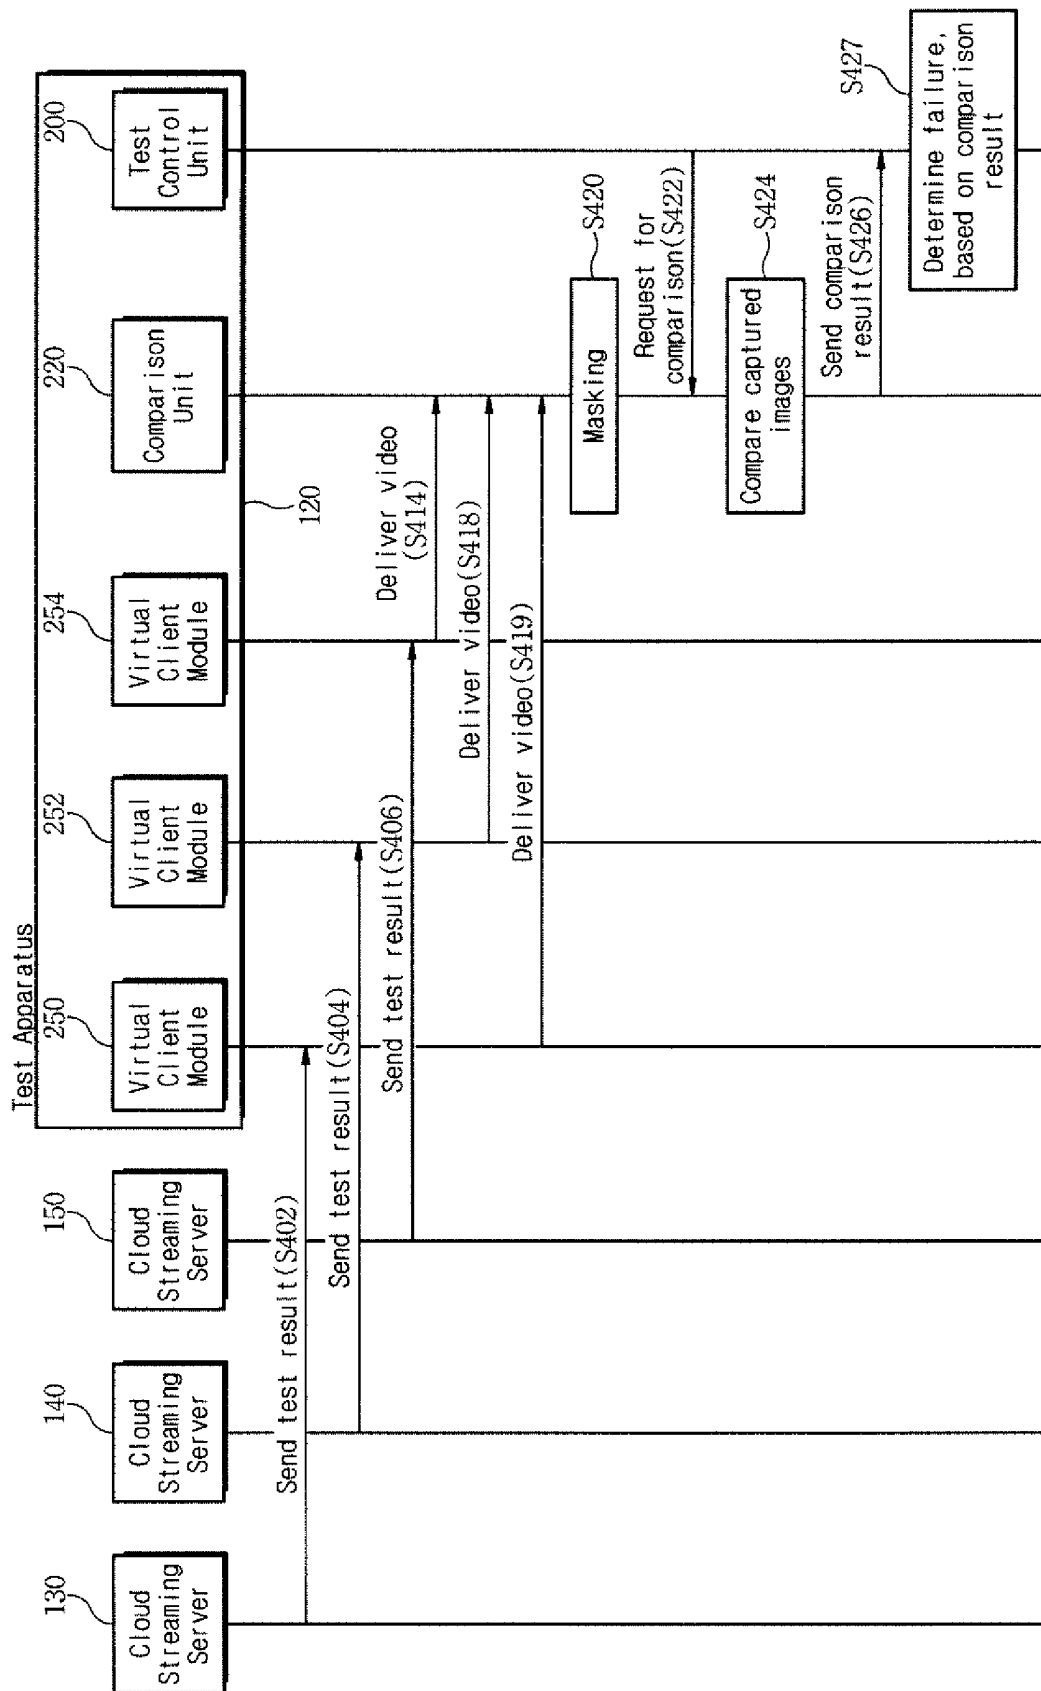 Test Apparatus
130
Cloud
Streaming
Server
140
Cloud
Streaming
Server
150
Cloud
Streaming
Server
250
Virtual
Client
Module
252
Virtual
Client
Module
254
Virtual
Client
Module
220
Comparison
Unit
200
Test
Control
Unit
120
Send test result(S402)
Send test result(S404)
Send test result(S406)
Deliver video
(S414)
Deliver video(S418)
Deliver video(S419)
Masking
S420
Request for
comparison(S422)
Compare captured
images
S424
Send comparison
result(S426)
Determine failure,
based on comparison
result
S427